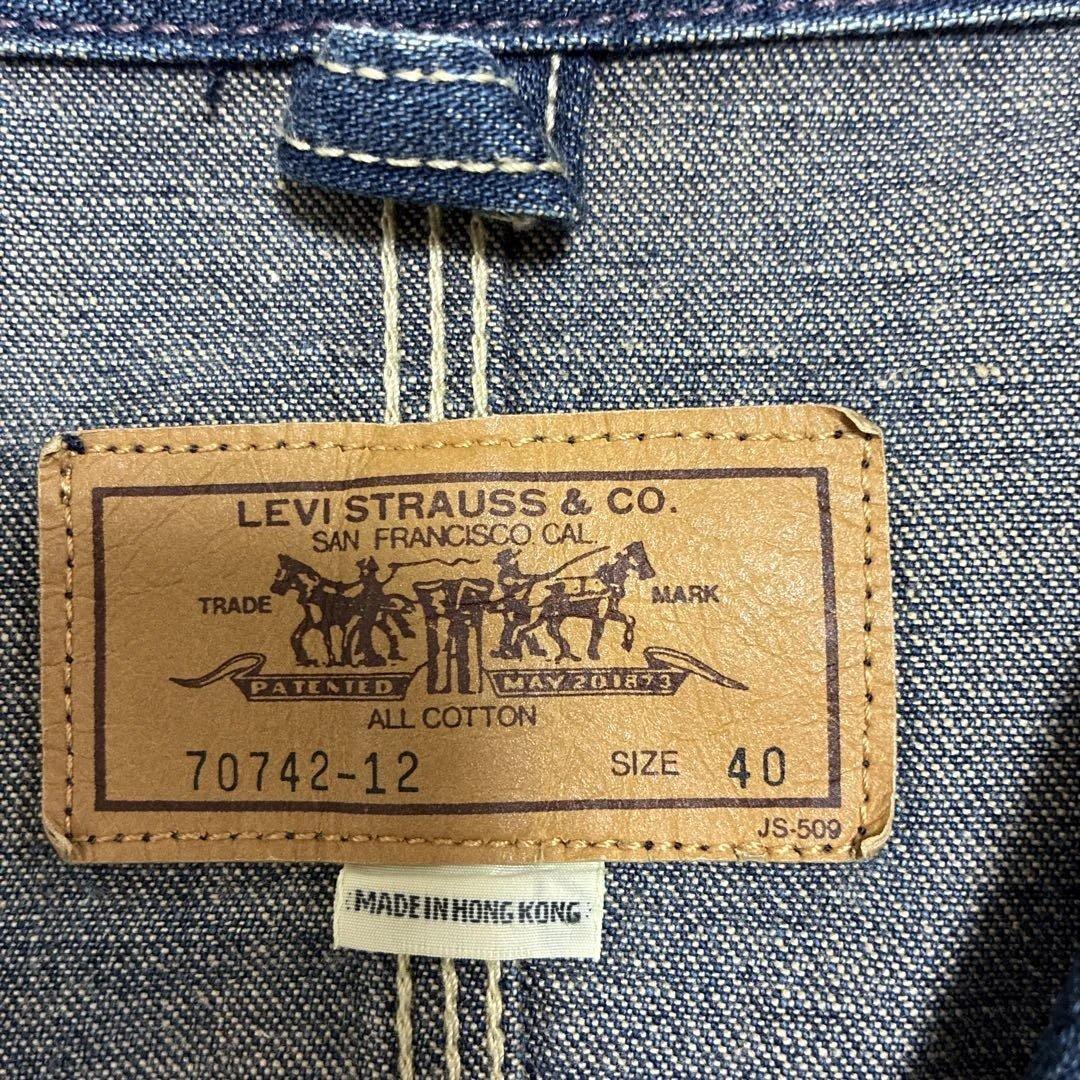 LEVI STRAUSS & CO.
SAN FRANCISCO CAL.
TRADE MARK
PATENTED MAY 20 1873
ALL COTTON
70742-12 SIZE 40
JS-509
MADE IN HONG KONG